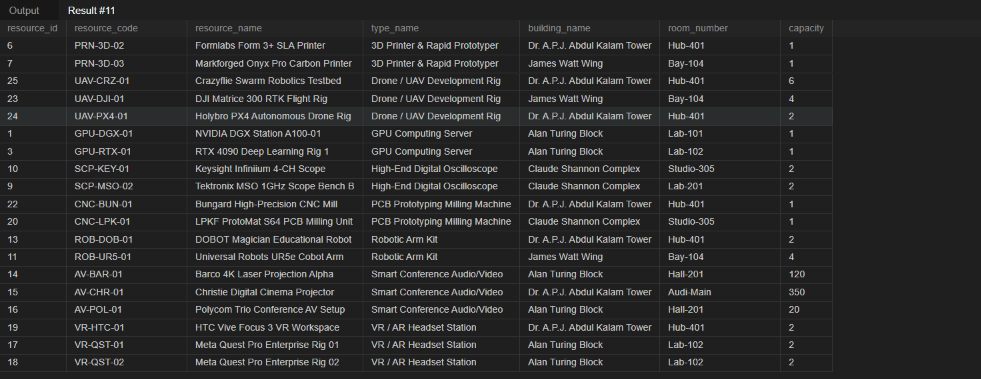 Output Result #11
resource_id resource_code resource_name type_name building_name room_number capacity
6 PRN-3D-02 Formlabs Form 3+ SLA Printer 3D Printer & Rapid Prototyper Dr. A.P.J. Abdul Kalam Tower Hub-401 1
7 PRN-3D-03 Markforged Onyx Pro Carbon Printer 3D Printer & Rapid Prototyper James Watt Wing Bay-104 1
25 UAV-CRZ-01 Crazyflie Swarm Robotics Testbed Drone / UAV Development Rig Dr. A.P.J. Abdul Kalam Tower Hub-401 6
23 UAV-DJI-01 DJI Matrice 300 RTK Flight Rig Drone / UAV Development Rig James Watt Wing Bay-104 4
24 UAV-PX4-01 Holybro PX4 Autonomous Drone Rig Drone / UAV Development Rig Dr. A.P.J. Abdul Kalam Tower Hub-401 2
1 GPU-DGX-01 NVIDIA DGX Station A100-01 GPU Computing Server Alan Turing Block Lab-101 1
3 GPU-RTX-01 RTX 4090 Deep Learning Rig 1 GPU Computing Server Alan Turing Block Lab-102 1
10 SCP-KEY-01 Keysight Infiniium 4-CH Scope High-End Digital Oscilloscope Claude Shannon Complex Studio-305 2
9 SCP-MSO-02 Tektronix MSO 1GHz Scope Bench B High-End Digital Oscilloscope Claude Shannon Complex Lab-201 2
22 CNC-BUN-01 Bungard High-Precision CNC Mill PCB Prototyping Milling Machine Dr. A.P.J. Abdul Kalam Tower Hub-401 1
20 CNC-LPK-01 LPKF ProtoMat S64 PCB Milling Unit PCB Prototyping Milling Machine Claude Shannon Complex Studio-305 1
13 ROB-DOB-01 DOBOT Magician Educational Robot Robotic Arm Kit Dr. A.P.J. Abdul Kalam Tower Hub-401 2
11 ROB-UR5-01 Universal Robots UR5e Cobot Arm Robotic Arm Kit James Watt Wing Bay-104 4
14 AV-BAR-01 Barco 4K Laser Projection Alpha Smart Conference Audio/Video Alan Turing Block Hall-201 120
15 AV-CHR-01 Christie Digital Cinema Projector Smart Conference Audio/Video Dr. A.P.J. Abdul Kalam Tower Audi-Main 350
16 AV-POL-01 Polycom Trio Conference AV Setup Smart Conference Audio/Video Alan Turing Block Hall-201 20
19 VR-HTC-01 HTC Vive Focus 3 VR Workspace VR / AR Headset Station Dr. A.P.J. Abdul Kalam Tower Hub-401 2
17 VR-QST-01 Meta Quest Pro Enterprise Rig 01 VR / AR Headset Station Alan Turing Block Lab-102 2
18 VR-QST-02 Meta Quest Pro Enterprise Rig 02 VR / AR Headset Station Alan Turing Block Lab-102 2